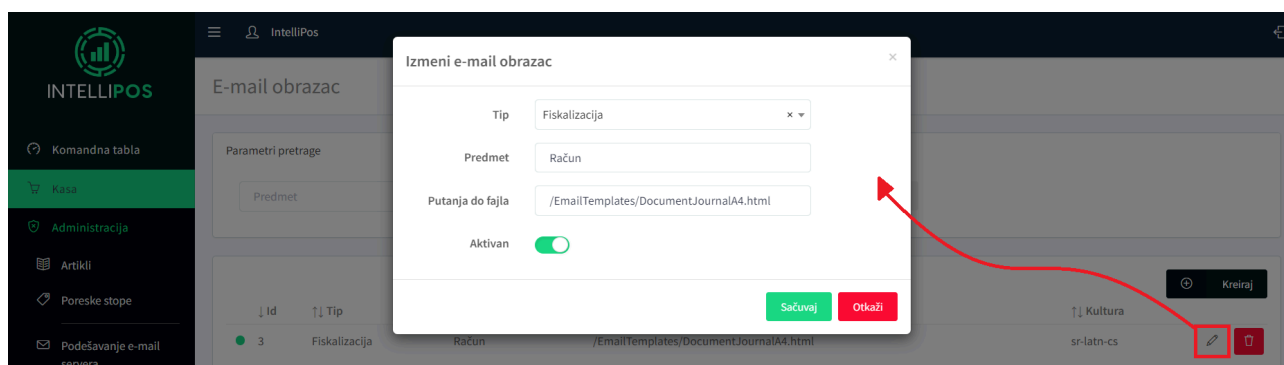 IntelliPos
INTELLIPOS
E-mail obrazac
Komandna tabla
Kasa
Administracija
Artikli
Poreske stope
Podešavanje e-mail
servera
Parametri pretrage
Predmet
Izmeni e-mail obrazac
×
Tip
Fiskalizacija
×
Predmet
Račun
Putanja do fajla
/EmailTemplates/DocumentJournalA4.html
Aktivan
Sačuvaj
Otkaži
Kreiraj
↓ Id
↑↓ Tip
↑↓ Kultura
3
Fiskalizacija
Račun
/EmailTemplates/DocumentJournalA4.html
sr-latn-cs